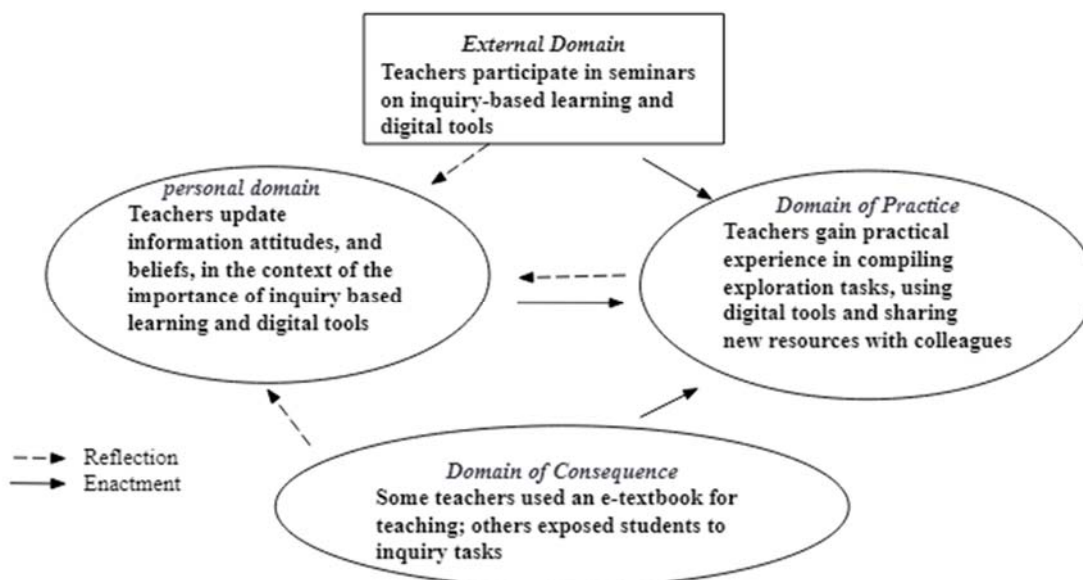 External Domain
Teachers participate in seminars
on inquiry-based learning and
digital tools
personal domain
Teachers update
information attitudes, and
beliefs, in the context of the
importance of inquiry based
learning and digital tools
Domain of Practice
Teachers gain practical
experience in compiling
exploration tasks, using
digital tools and sharing
new resources with colleagues
Reflection
Enactment
Domain of Consequence
Some teachers used an e-textbook for
teaching; others exposed students to
inquiry tasks